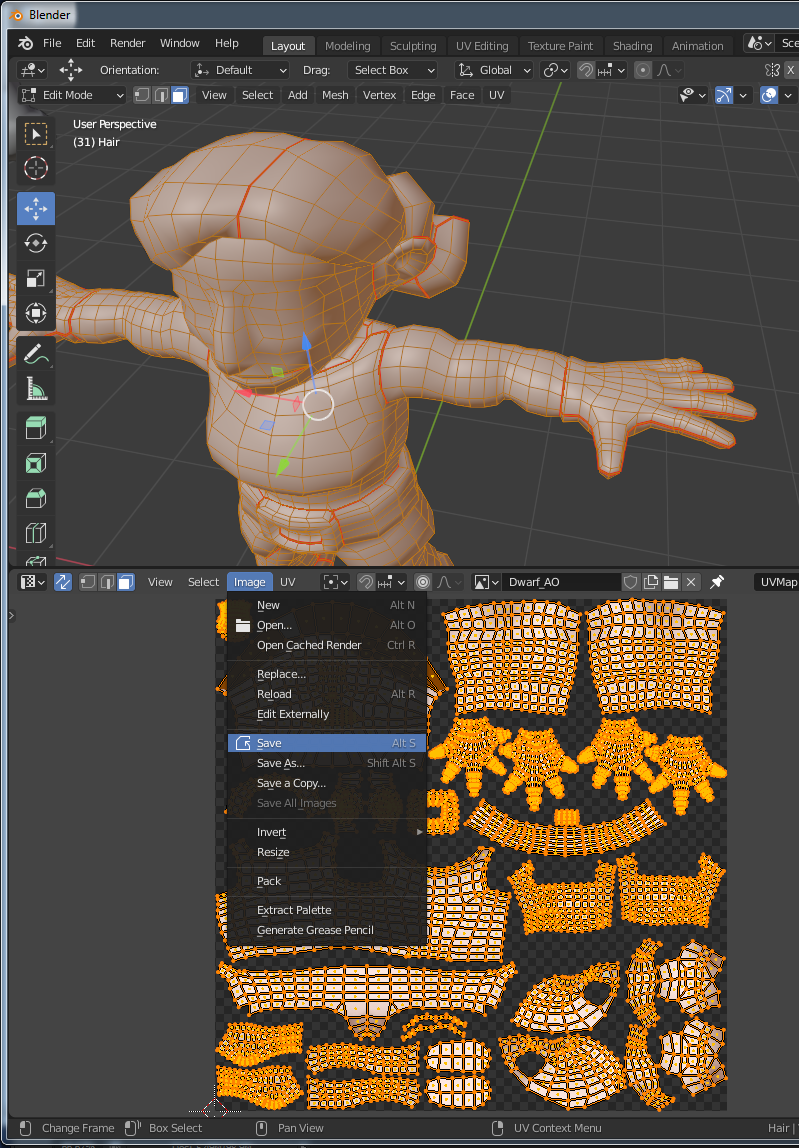 Blender
File Edit Render Window Help Layout Modeling Sculpting UV Editing Texture Paint Shading Animation Sce
Orientation: Default Drag: Select Box Global X
Edit Mode View Select Add Mesh Vertex Edge Face UV
User Perspective
(31) Hair
View Select Image UV Dwarf_AO UVMap
New Alt N
Open... Alt O
Open Cached Render Ctrl R
Replace...
Reload Alt R
Edit Externally
Save Alt S
Save As... Shift Alt S
Save a Copy...
Save All Images
Invert
Resize
Pack
Extract Palette
Generate Grease Pencil
Change Frame Box Select Pan View UV Context Menu Hair |